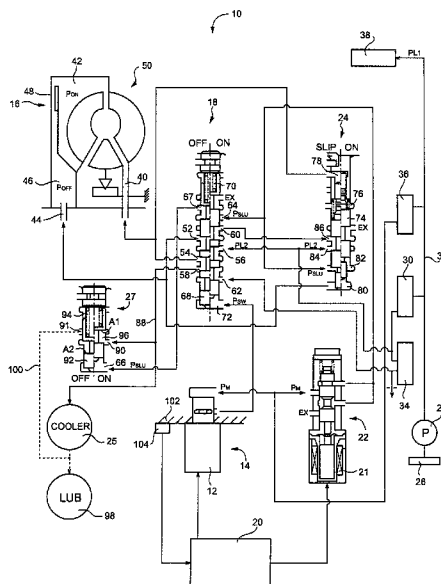 10
38
PL1
42
48
PON
50
16
18
24
OFF ON
SLIP ON
78
36
46
POFF
40
70
76
67
EX
64
74
44
PSLU
86
EX
52
60
PL2
PL2
84
82
30
54
56
58
PSLU
27
88
62
80
94
68
34
91
A1
96
PSW
72
A2
90
100
92
66
PSLU
OFF ON
PM
PM
P
102
EX
22
26
COOLER
104
25
14
21
12
LUB
98
20